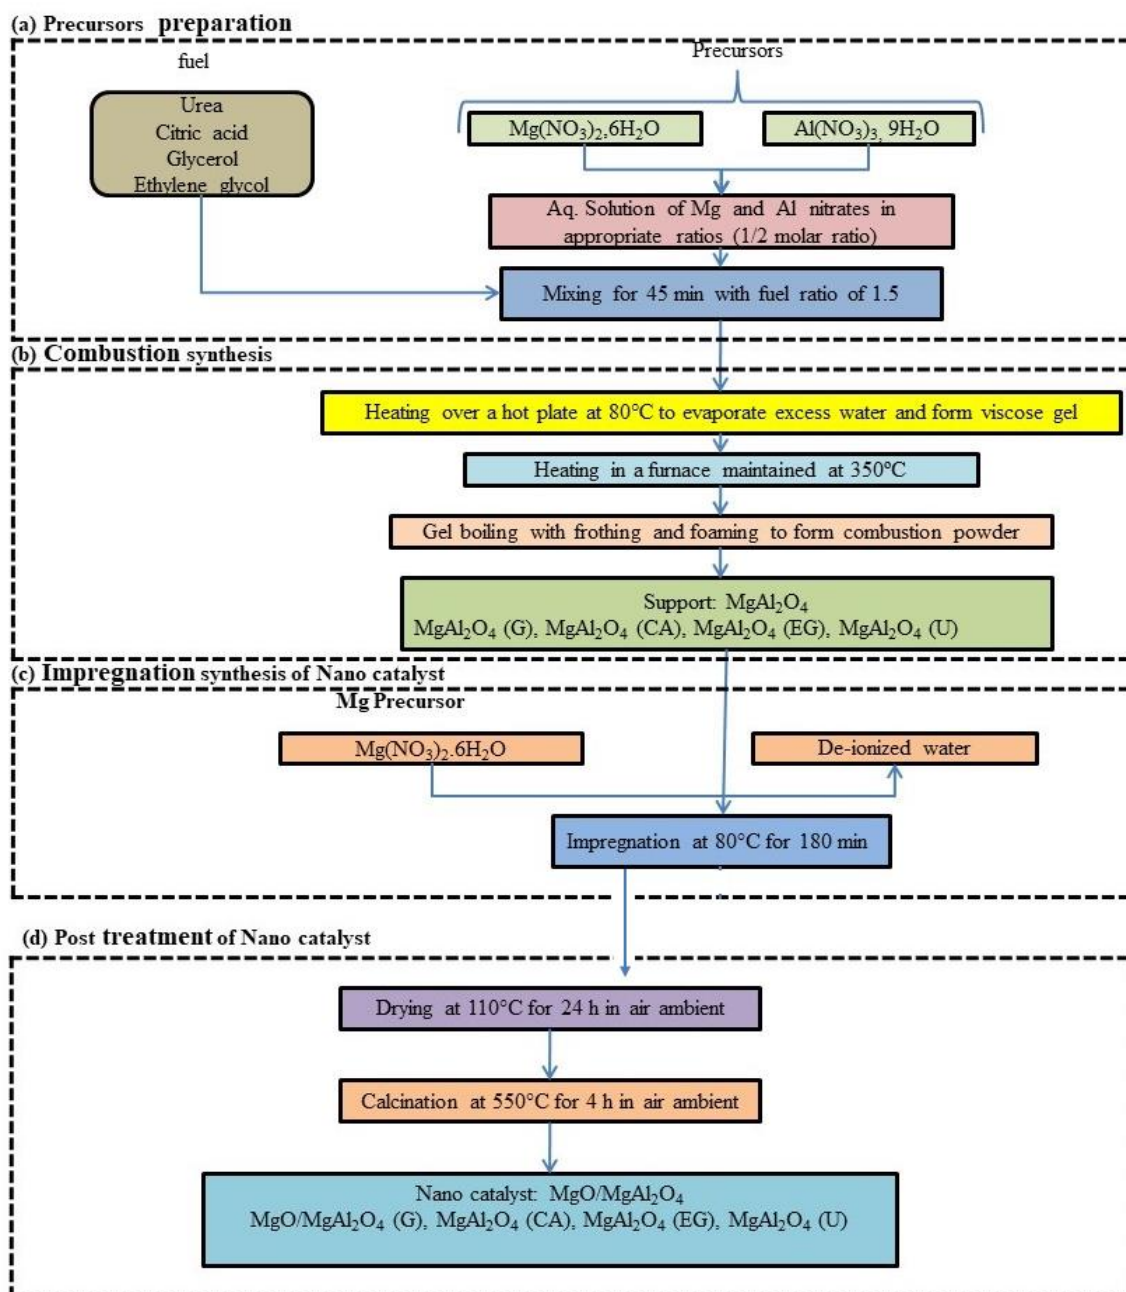 (a) Precursors preparation
fuel
Precursors
Urea
Citric acid
Glycerol
Ethylene glycol
Mg(NO₃)₂,6H₂O
Al(NO₃)₃, 9H₂O
Aq. Solution of Mg and Al nitrates in
appropriate ratios (1/2 molar ratio)
Mixing for 45 min with fuel ratio of 1.5
(b) Combustion synthesis
Heating over a hot plate at 80°C to evaporate excess water and form viscose gel
Heating in a furnace maintained at 350°C
Gel boiling with frothing and foaming to form combustion powder
Support: MgAl₂O₄
MgAl₂O₄ (G), MgAl₂O₄ (CA), MgAl₂O₄ (EG), MgAl₂O₄ (U)
(c) Impregnation synthesis of Nano catalyst
Mg Precursor
Mg(NO₃)₂.6H₂O
De-ionized water
Impregnation at 80°C for 180 min
(d) Post treatment of Nano catalyst
Drying at 110°C for 24 h in air ambient
Calcination at 550°C for 4 h in air ambient
Nano catalyst: MgO/MgAl₂O₄
MgO/MgAl₂O₄ (G), MgAl₂O₄ (CA), MgAl₂O₄ (EG), MgAl₂O₄ (U)